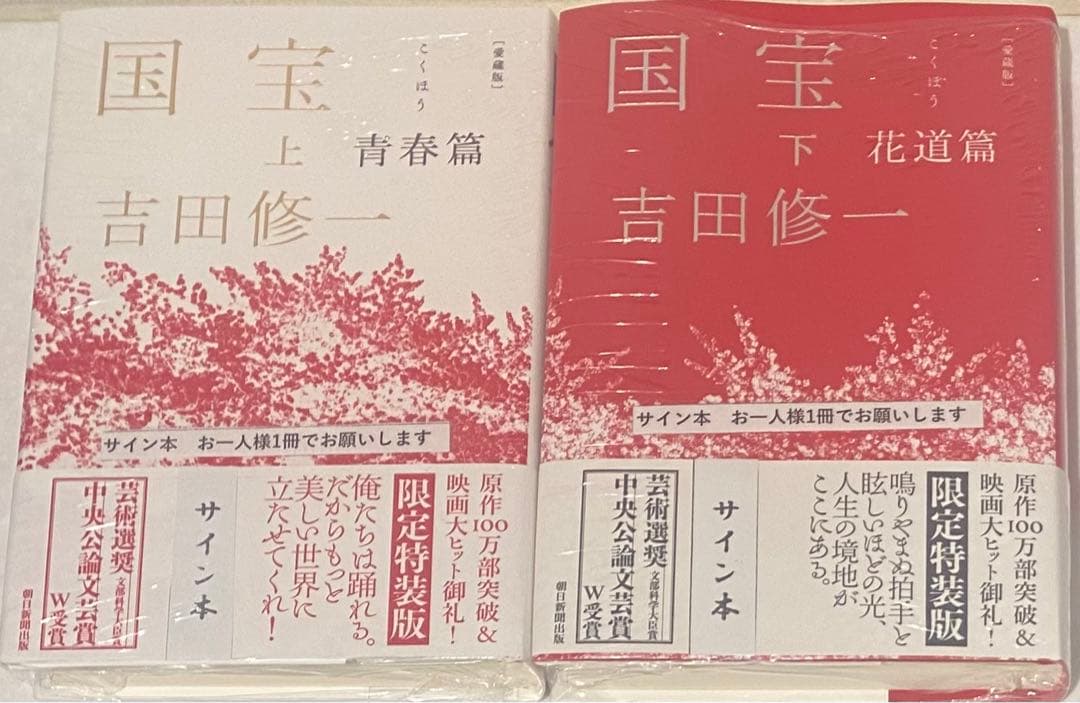 国宝
こくほう
[愛蔵版]
上 青春篇
吉田修一
サイン本 お一人様1冊でお願いします
原作100万部突破&
映画大ヒット御礼!
限定特装版
俺たちは踊れる。
だからもっと
美しい世界に
立たせてくれ!
サイン本
芸術選奨 文部科学大臣賞
中央公論文芸賞
W受賞
朝日新聞出版
国宝
こくほう
[愛蔵版]
下 花道篇
吉田修一
サイン本 お一人様1冊でお願いします
原作100万部突破&
映画大ヒット御礼!
限定特装版
鳴りやまぬ拍手と
眩しいほどの光、
人生の境地が
ここにある。
サイン本
芸術選奨 文部科学大臣賞
中央公論文芸賞
W受賞
朝日新聞出版